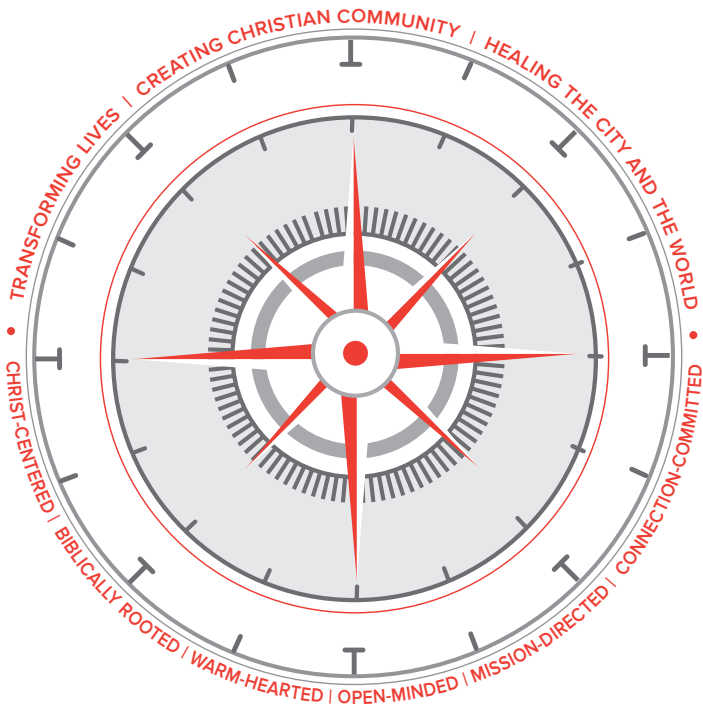 TRANSFORMING LIVES | CREATING CHRISTIAN COMMUNITY | HEALING THE CITY AND THE WORLD
CHRIST-CENTERED | BIBLICALLY ROOTED | WARM-HEARTED | OPEN-MINDED | MISSION-DIRECTED | CONNECTION-COMMITTED